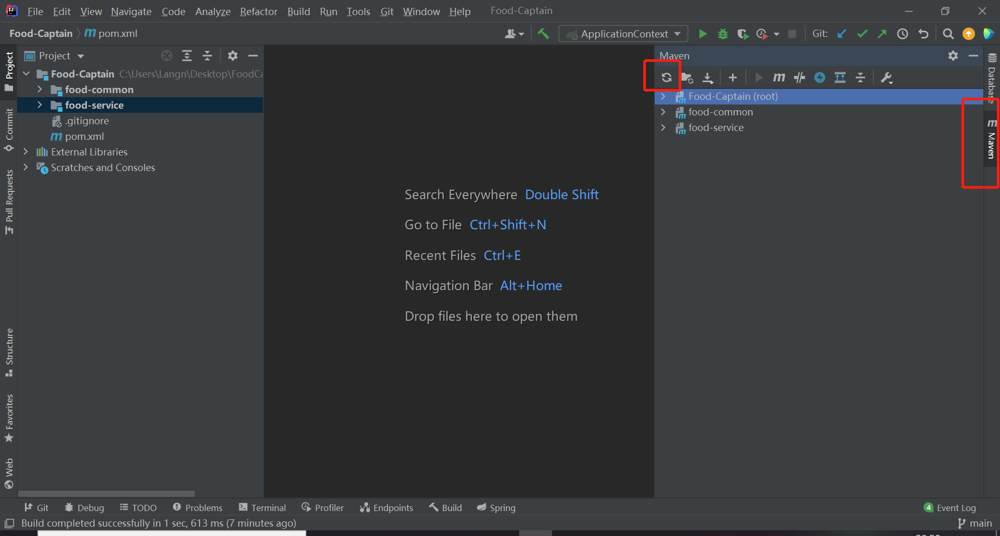 File Edit View Navigate Code Analyze Refactor Build Run Tools Git Window Help Food-Captain
Food-Captain pom.xml ApplicationContext Git:
Project
Commit
Pull Requests
Structure
Favorites
Web
Project
Food-Captain C:\Users\Langn\Desktop\FoodCa
food-common
food-service
.gitignore
pom.xml
External Libraries
Scratches and Consoles
Search Everywhere Double Shift
Go to File Ctrl+Shift+N
Recent Files Ctrl+E
Navigation Bar Alt+Home
Drop files here to open them
Maven
Food-Captain (root)
food-common
food-service
Database
Maven
Git Debug TODO Problems Terminal Profiler Endpoints Build Spring 4 Event Log
Build completed successfully in 1 sec, 613 ms (7 minutes ago) main